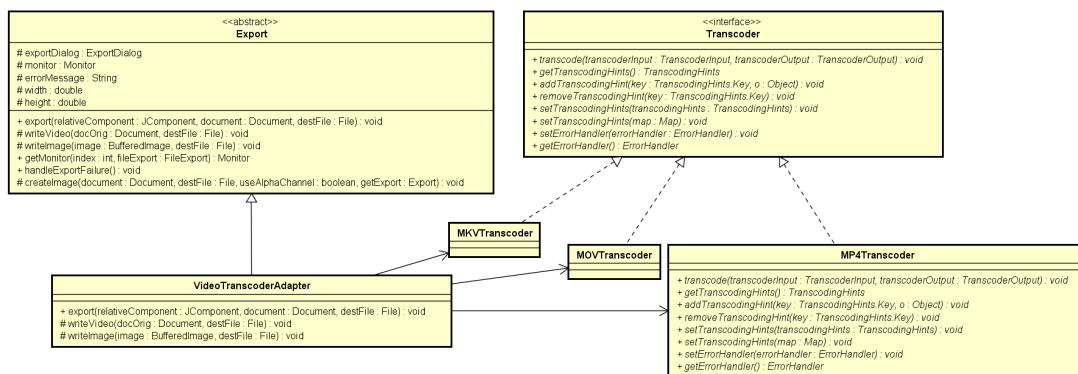 <<abstract>>
Export
# exportDialog : ExportDialog
# monitor : Monitor
# errorMessage : String
# width : double
# height : double
+ export(relativeComponent : JComponent, document : Document, destFile : File) : void
# writeVideo(docOrig : Document, destFile : File) : void
# writeImage(image : BufferedImage, destFile : File) : void
+ getMonitor(index : int, fileExport : FileExport) : Monitor
+ handleExportFailure() : void
# createImage(document : Document, destFile : File, useAlphaChannel : boolean, getExport : Export) : void
<<interface>>
Transcoder
+ transcode(transcoderInput : TranscoderInput, transcoderOutput : TranscoderOutput) : void
+ getTranscodingHints() : TranscodingHints
+ addTranscodingHint(key : TranscodingHints.Key, o : Object) : void
+ removeTranscodingHint(key : TranscodingHints.Key) : void
+ setTranscodingHints(transcodingHints : TranscodingHints) : void
+ setTranscodingHints(map : Map) : void
+ setErrorHandler(errorHandler : ErrorHandler) : void
+ getErrorHandler() : ErrorHandler
MKVTranscoder
MOVTranscoder
VideoTranscoderAdapter
+ export(relativeComponent : JComponent, document : Document, destFile : File) : void
# writeVideo(docOrig : Document, destFile : File) : void
# writeImage(image : BufferedImage, destFile : File) : void
MP4Transcoder
+ transcode(transcoderInput : TranscoderInput, transcoderOutput : TranscoderOutput) : void
+ getTranscodingHints() : TranscodingHints
+ addTranscodingHint(key : TranscodingHints.Key, o : Object) : void
+ removeTranscodingHint(key : TranscodingHints.Key) : void
+ setTranscodingHints(transcodingHints : TranscodingHints) : void
+ setTranscodingHints(map : Map) : void
+ setErrorHandler(errorHandler : ErrorHandler) : void
+ getErrorHandler() : ErrorHandler